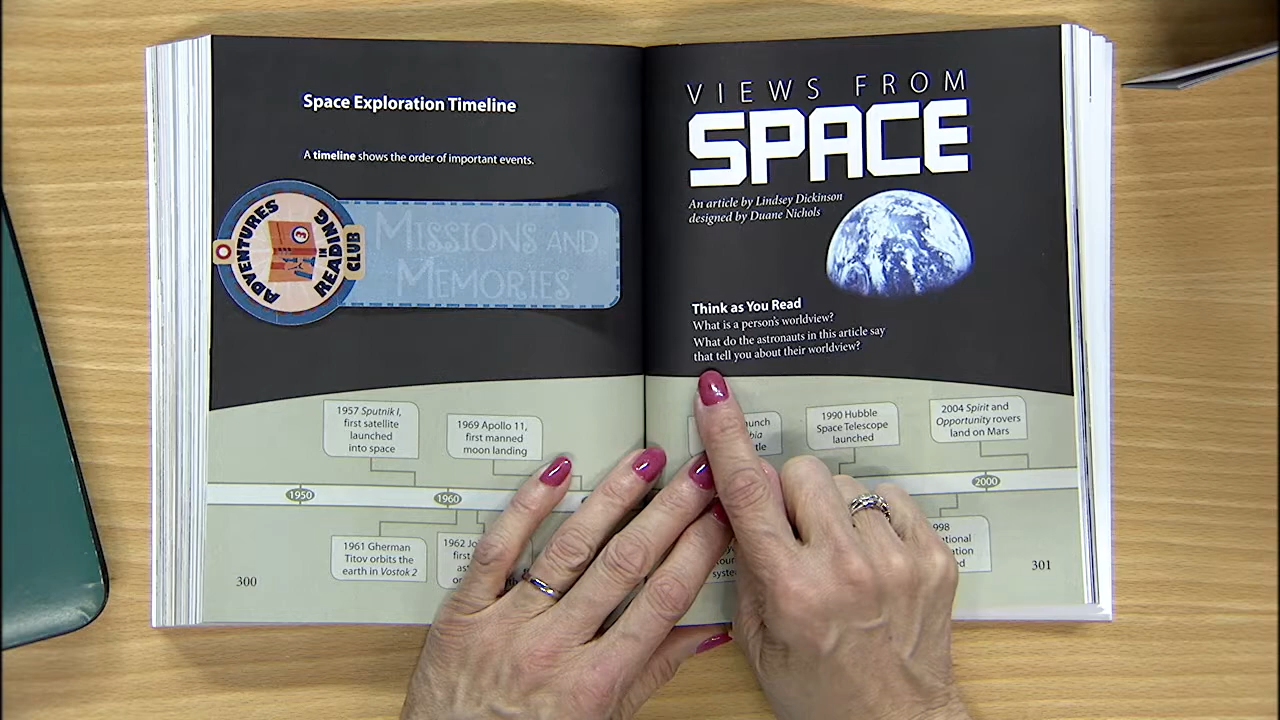 Space Exploration Timeline
A timeline shows the order of important events.
ADVENTURES
IN
READING
CLUB
MISSIONS AND
MEMORIES
1957 Sputnik I,
first satellite
launched
into space
1969 Apollo 11,
first manned
moon landing
1950
1960
1961 Gherman
Titov orbits the
earth in Vostok 2
1962
first
300
VIEWS FROM
SPACE
An article by Lindsey Dickinson
designed by Duane Nichols
Think as You Read
What is a person's worldview?
What do the astronauts in this article say
that tell you about their worldview?
1990 Hubble
Space Telescope
launched
2004 Spirit and
Opportunity rovers
land on Mars
2000
301